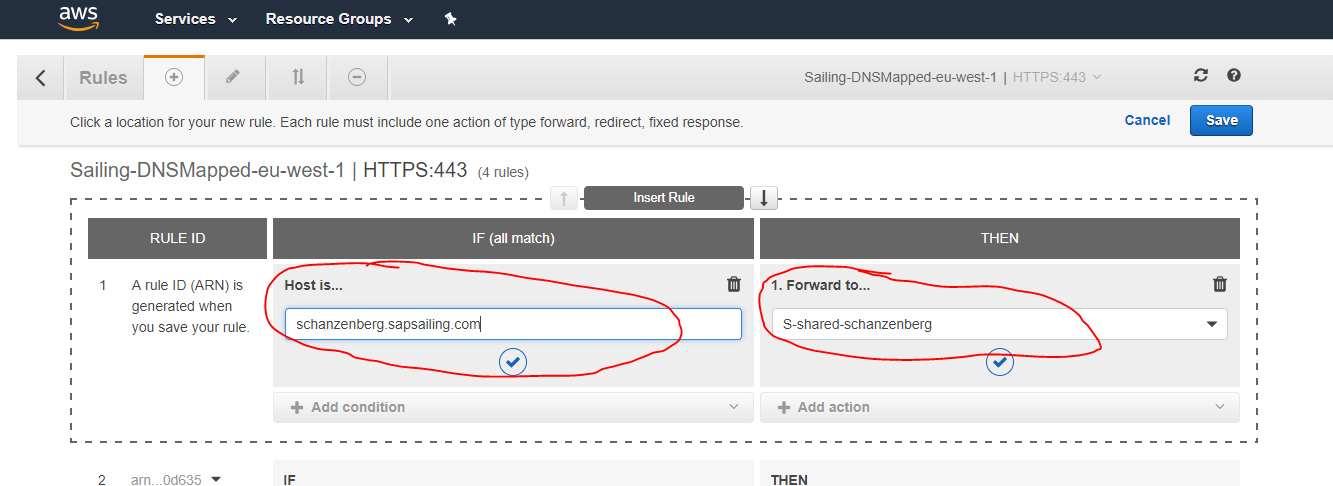 aws Services Resource Groups
Rules Sailing-DNSMapped-eu-west-1 | HTTPS:443
Click a location for your new rule. Each rule must include one action of type forward, redirect, fixed response. Cancel Save
Sailing-DNSMapped-eu-west-1 | HTTPS:443 (4 rules)
Insert Rule
RULE ID IF (all match) THEN
1 A rule ID (ARN) is Host is... 1. Forward to...
generated when
you save your rule. schanzenberg.sapsailing.com S-shared-schanzenberg
Add condition Add action
2 arn...0d635 IF THEN